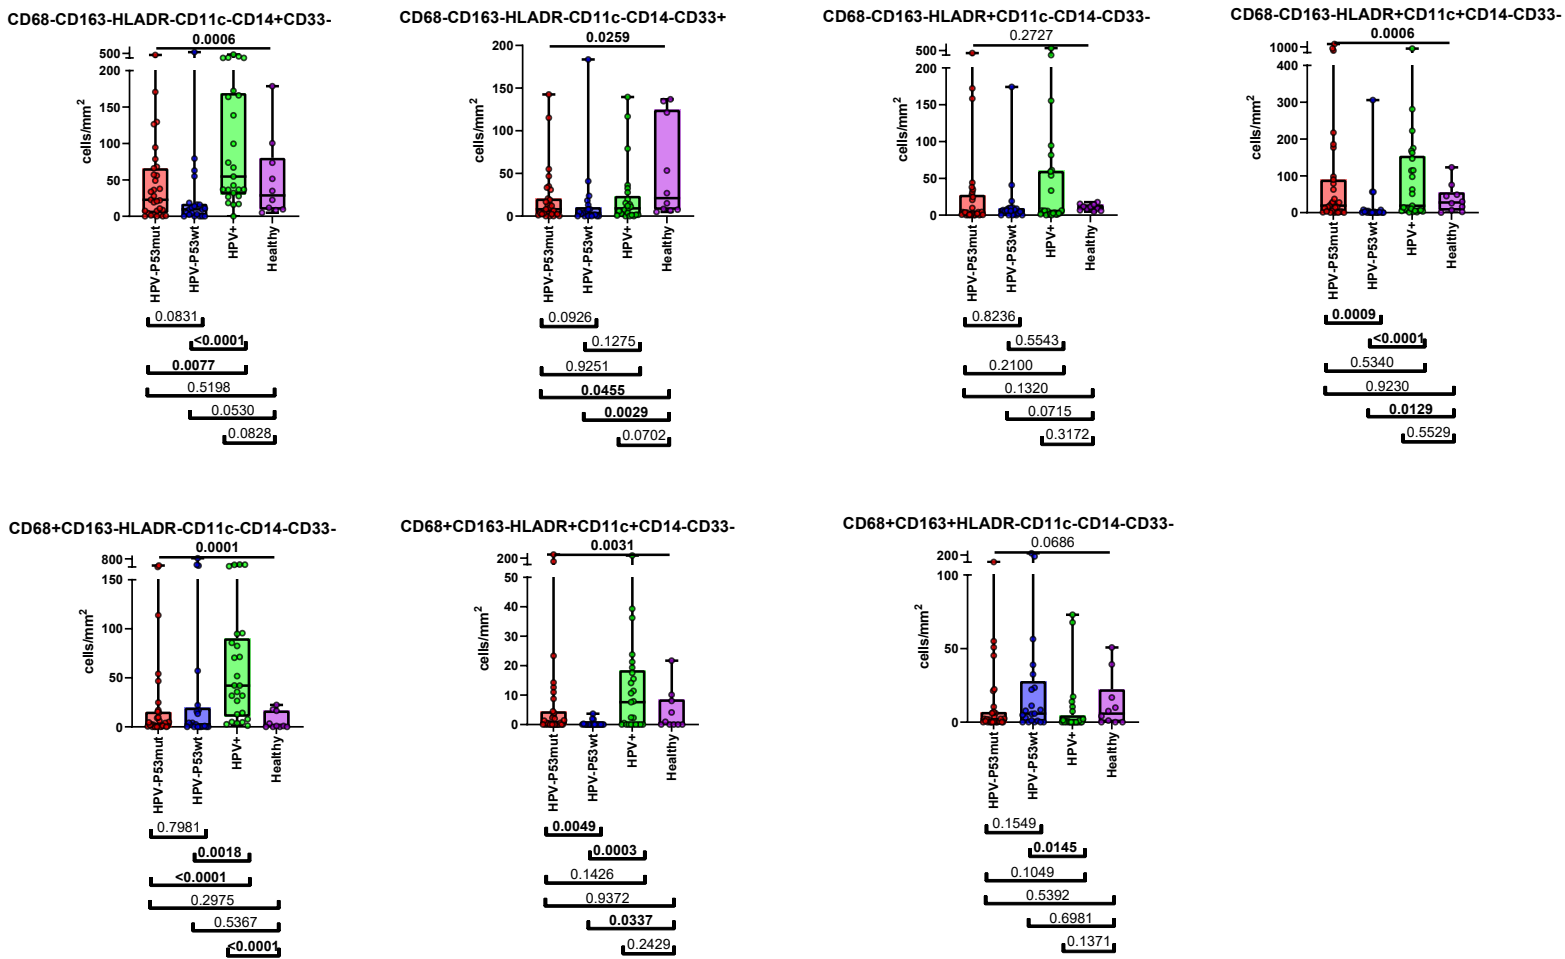 CD68-CD163-HLADR-CD11c-CD14+CD33-
0.0006
500
200
150
100
50
0
cells/mm2
HPV-P53mut
HPV-P53wt
HPV+
Healthy
0.0831
<0.0001
0.0077
0.5198
0.0530
0.0828
CD68-CD163-HLADR-CD11c-CD14-CD33+
0.0259
200
150
100
50
0
cells/mm2
HPV-P53mut
HPV-P53wt
HPV+
Healthy
0.0926
0.1275
0.9251
0.0455
0.0029
0.0702
CD68-CD163-HLADR+CD11c-CD14-CD33-
0.2727
500
200
150
100
50
0
cells/mm2
HPV-P53mut
HPV-P53wt
HPV+
Healthy
0.8236
0.5543
0.2100
0.1320
0.0715
0.3172
CD68-CD163-HLADR+CD11c+CD14-CD33-
0.0006
1000
400
300
200
100
0
cells/mm2
HPV-P53mut
HPV-P53wt
HPV+
Healthy
0.0009
<0.0001
0.5340
0.9230
0.0129
0.5529
CD68+CD163-HLADR-CD11c-CD14-CD33-
0.0001
800
150
100
50
0
cells/mm2
HPV-P53mut
HPV-P53wt
HPV+
Healthy
0.7981
0.0018
<0.0001
0.2975
0.5367
<0.0001
CD68+CD163-HLADR+CD11c+CD14-CD33-
0.0031
200
50
40
30
20
10
0
cells/mm2
HPV-P53mut
HPV-P53wt
HPV+
Healthy
0.0049
0.0003
0.1426
0.9372
0.0337
0.2429
CD68+CD163+HLADR-CD11c-CD14-CD33-
0.0686
200
100
50
0
cells/mm2
HPV-P53mut
HPV-P53wt
HPV+
Healthy
0.1549
0.0145
0.1049
0.5392
0.6981
0.1371